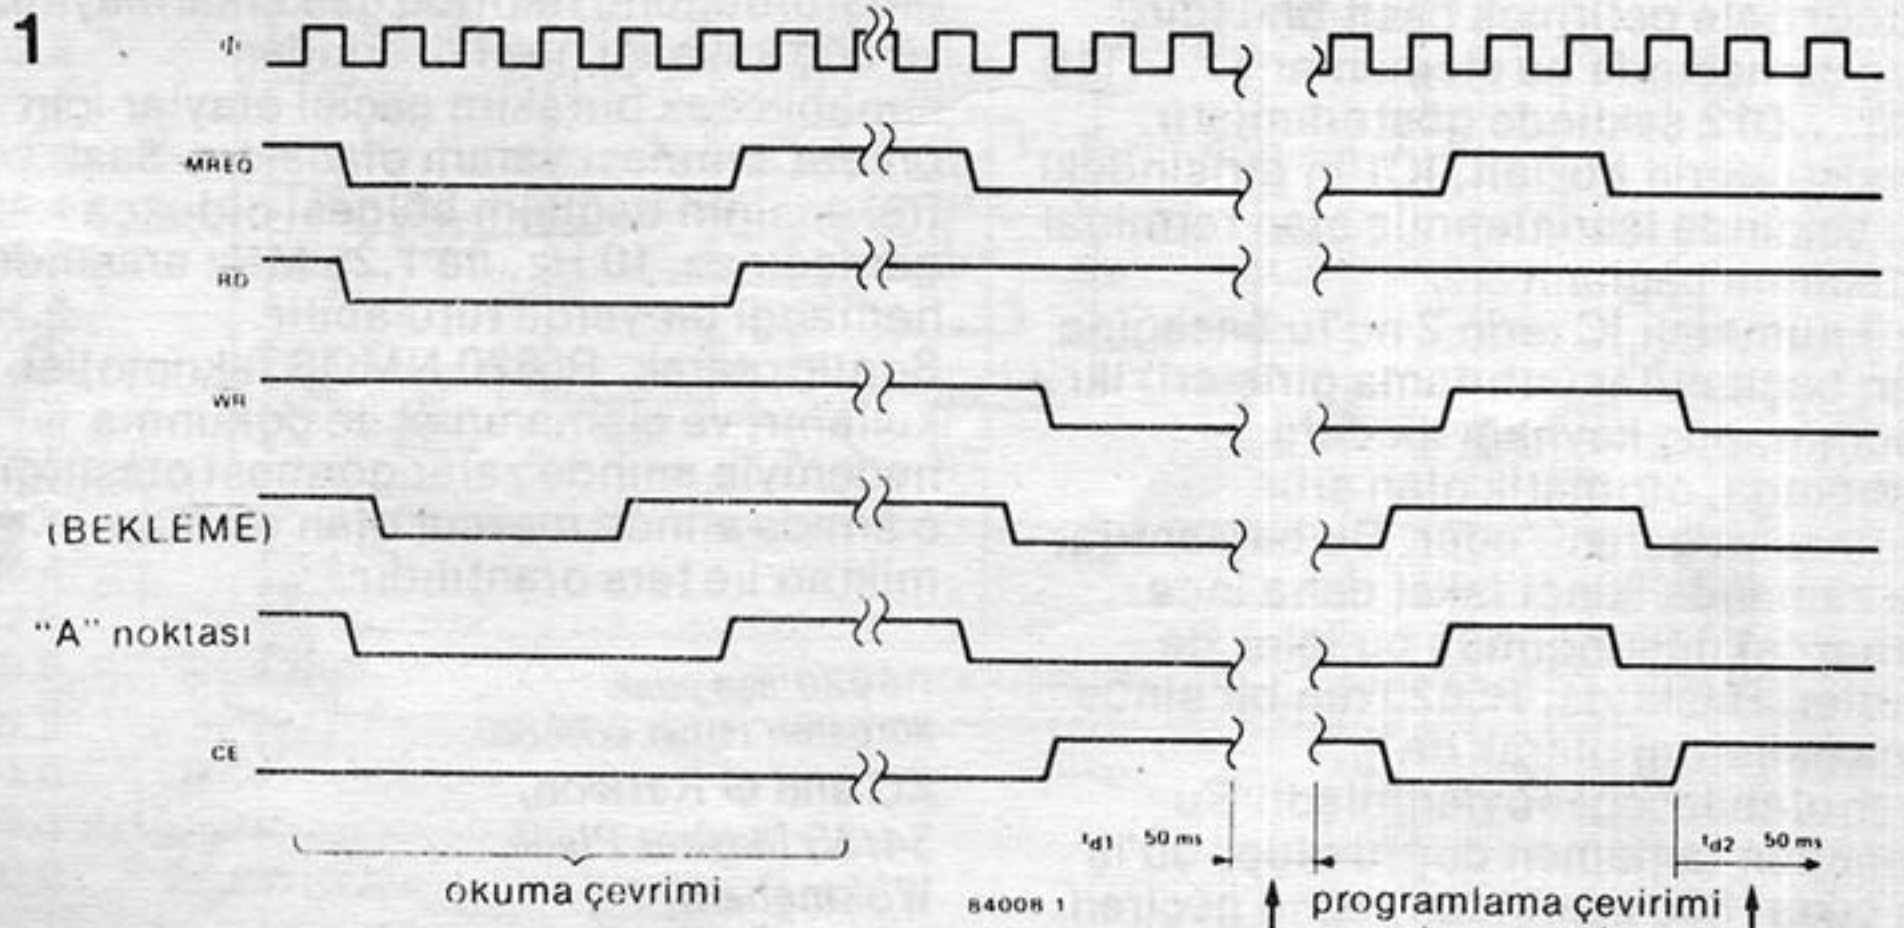 1
Φ
MREQ
RD
WR
(BEKLEME)
"A" noktası
CE
td1 50 ms
td2 50 ms
okuma çevrimi
84008 1
programlama çevirimi